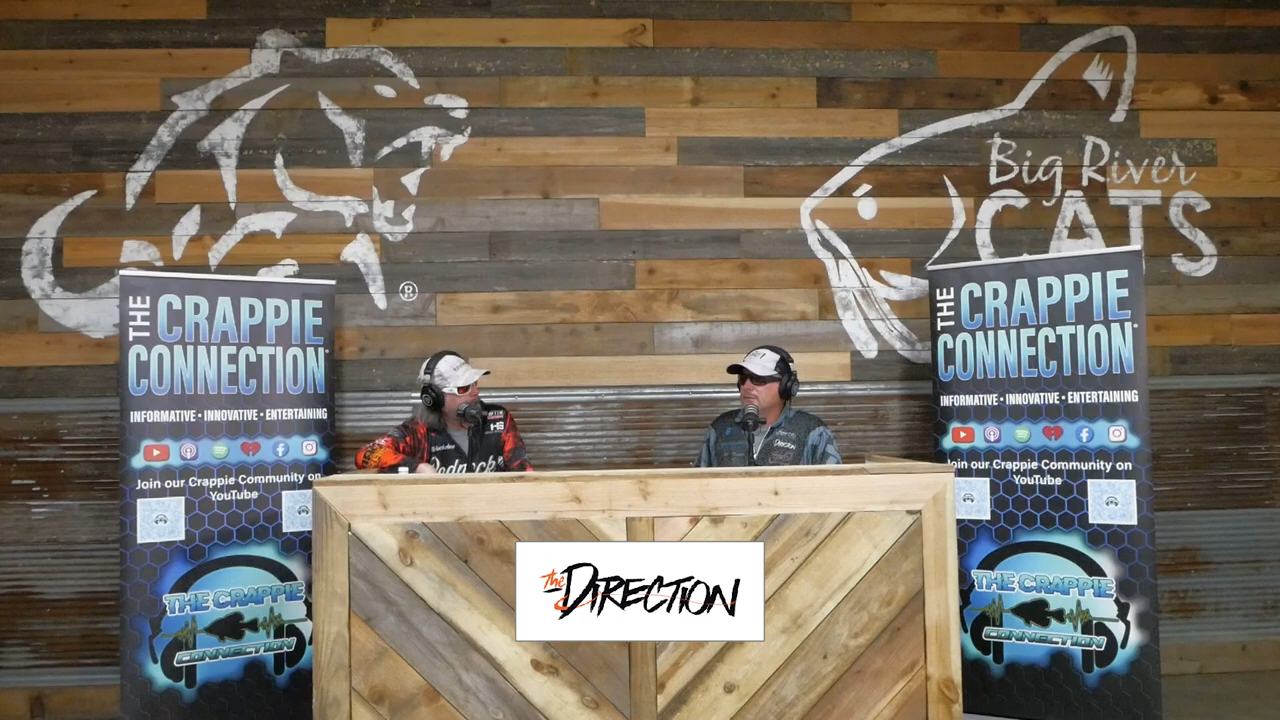 Big River
CATS
®
THE
CRAPPIE
CONNECTION
INFORMATIVE • INNOVATIVE • ENTERTAINING
Join our Crappie Community on
YouTube
THE CRAPPIE
CONNECTION
THE
CRAPPIE
CONNECTION
INFORMATIVE • INNOVATIVE • ENTERTAINING
Join our Crappie Community on
YouTube
THE CRAPPIE
CONNECTION
The
DIRECTION